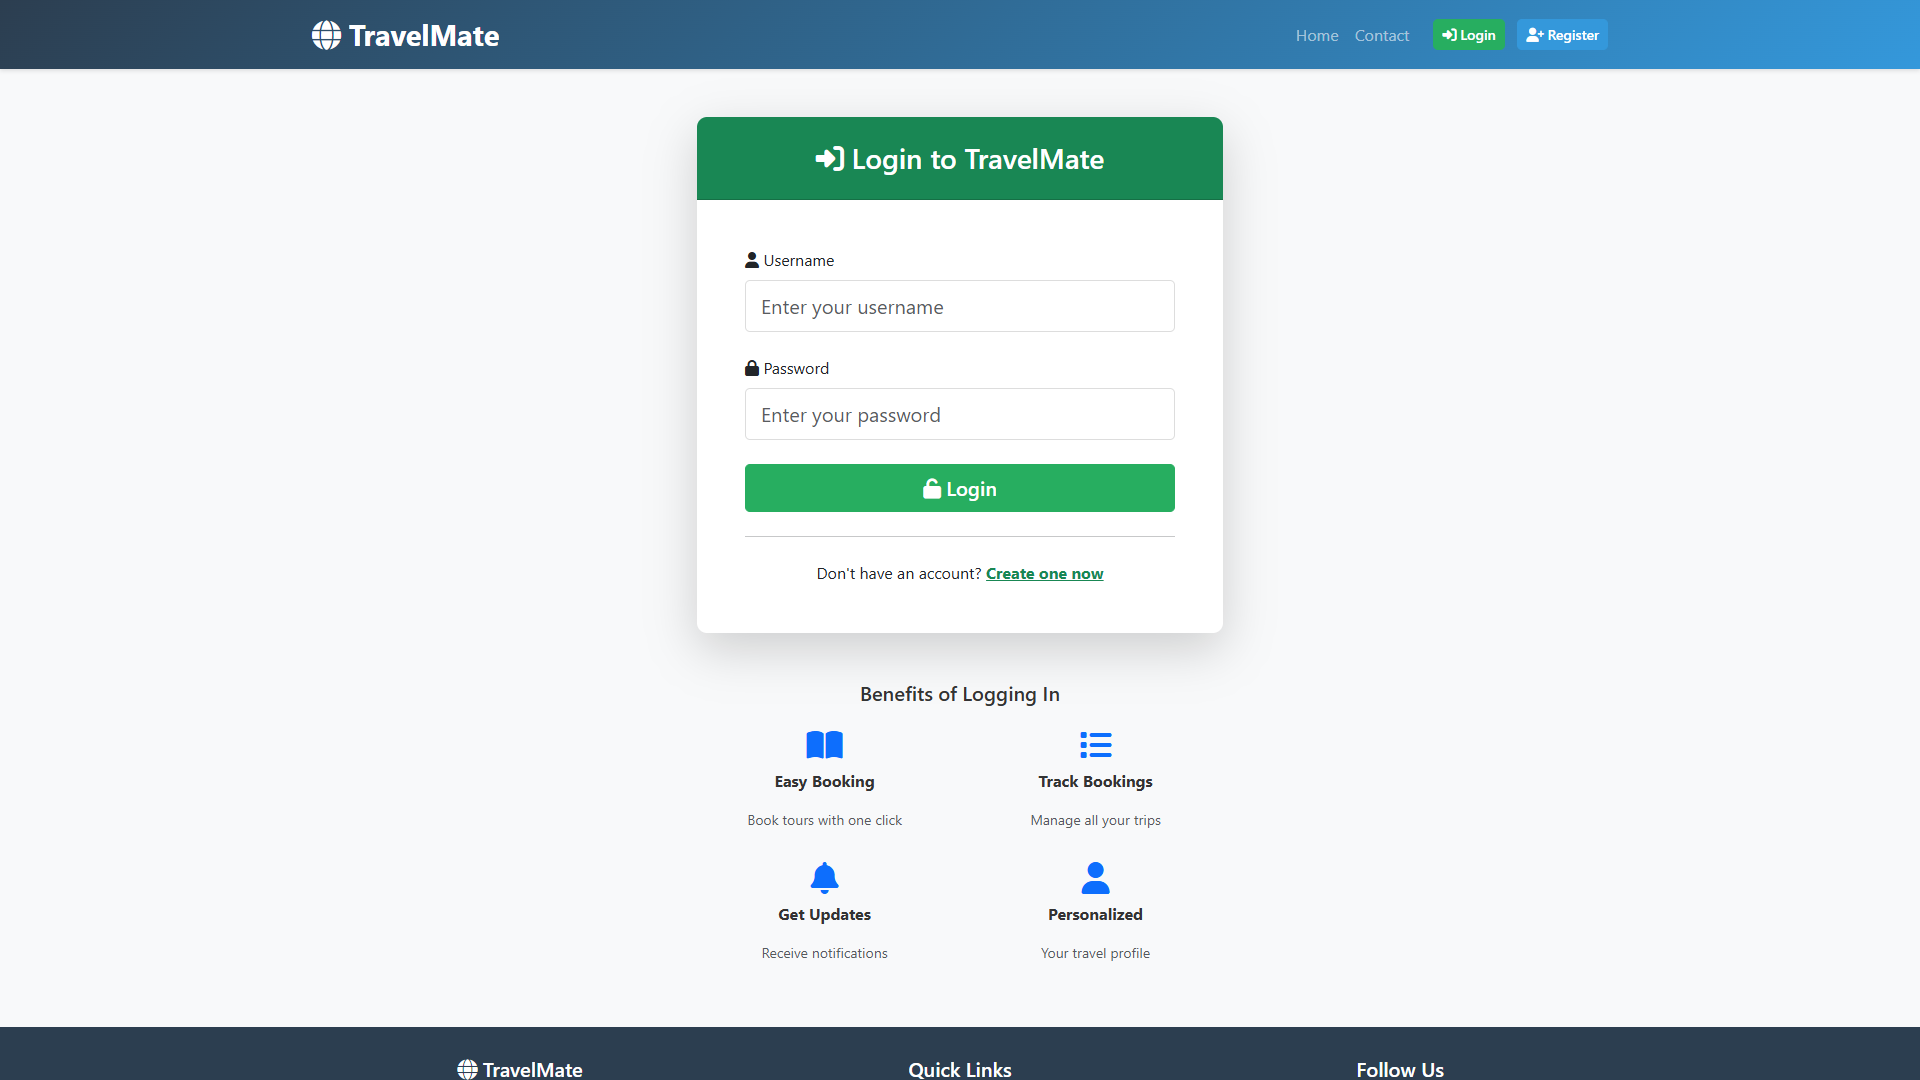 TravelMate
Home Contact Login Register
Login to TravelMate
Username
Enter your username
Password
Enter your password
Login
Don't have an account? Create one now
Benefits of Logging In
Easy Booking
Book tours with one click
Track Bookings
Manage all your trips
Get Updates
Receive notifications
Personalized
Your travel profile
TravelMate
Quick Links
Follow Us